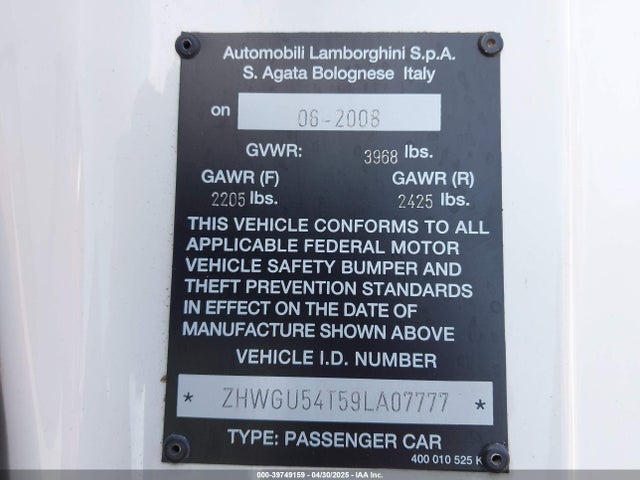 Automobili Lamborghini S.p.A.
S. Agata Bolognese Italy
on 06-2008
GVWR: 3968 lbs.
GAWR (F) GAWR (R)
2205 lbs. 2425 lbs.
THIS VEHICLE CONFORMS TO ALL
APPLICABLE FEDERAL MOTOR
VEHICLE SAFETY BUMPER AND
THEFT PREVENTION STANDARDS
IN EFFECT ON THE DATE OF
MANUFACTURE SHOWN ABOVE
VEHICLE I.D. NUMBER
* ZHWGU54T59LA07777 *
TYPE: PASSENGER CAR
400 010 525 K
000-39749159 - 04/30/2025 - IAA Inc.